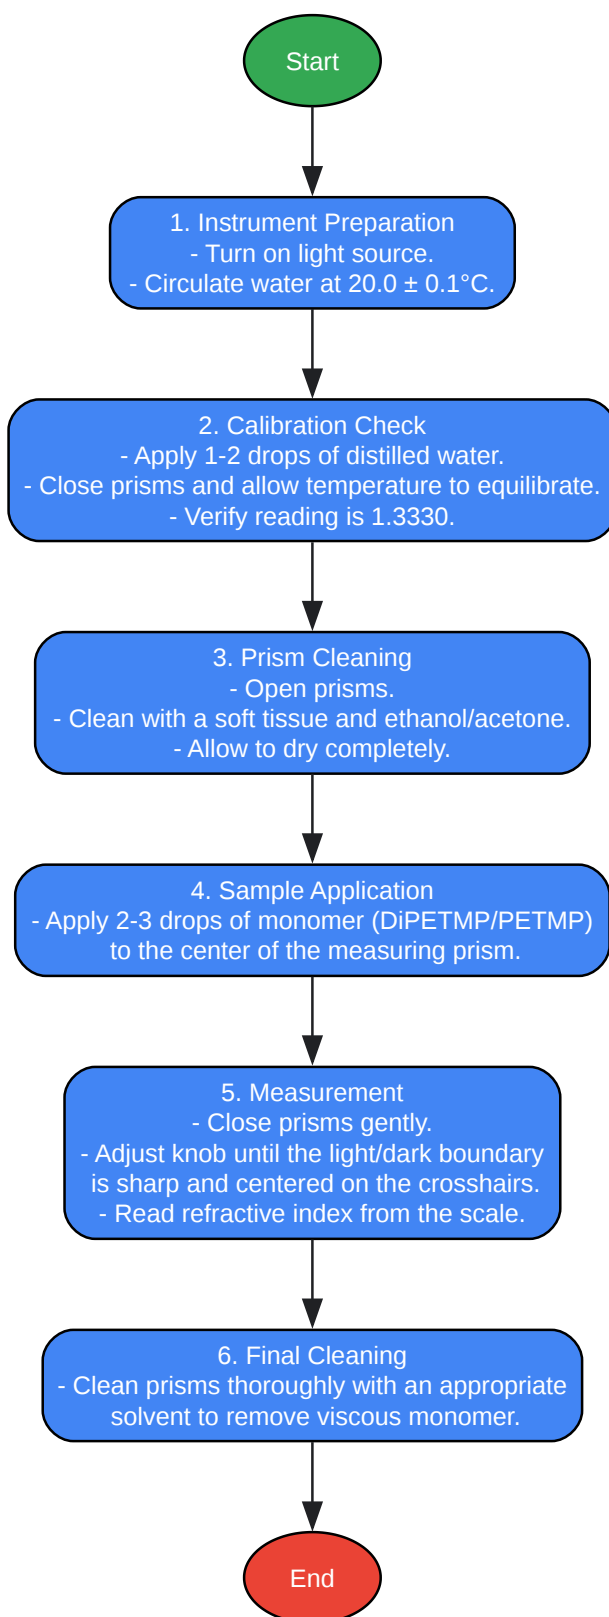 Start
1. Instrument Preparation
- Turn on light source.
- Circulate water at 20.0 ± 0.1°C.
2. Calibration Check
- Apply 1-2 drops of distilled water.
- Close prisms and allow temperature to equilibrate.
- Verify reading is 1.3330.
3. Prism Cleaning
- Open prisms.
- Clean with a soft tissue and ethanol/acetone.
- Allow to dry completely.
4. Sample Application
- Apply 2-3 drops of monomer (DiPETMP/PETMP)
to the center of the measuring prism.
5. Measurement
- Close prisms gently.
- Adjust knob until the light/dark boundary
is sharp and centered on the crosshairs.
- Read refractive index from the scale.
6. Final Cleaning
- Clean prisms thoroughly with an appropriate
solvent to remove viscous monomer.
End